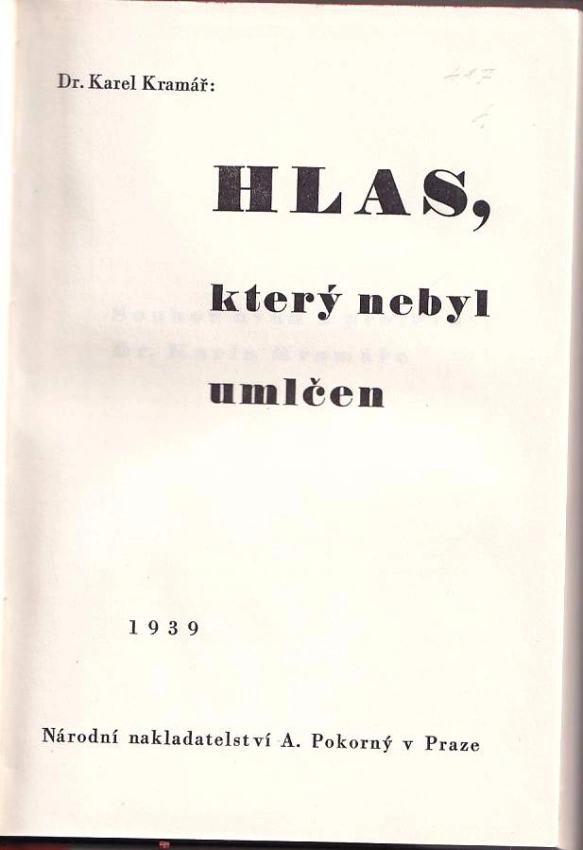 Dr. Karel Kramář:
HLAS,
který nebyl
umlčen
1939
Národní nakladatelství A. Pokorný v Praze